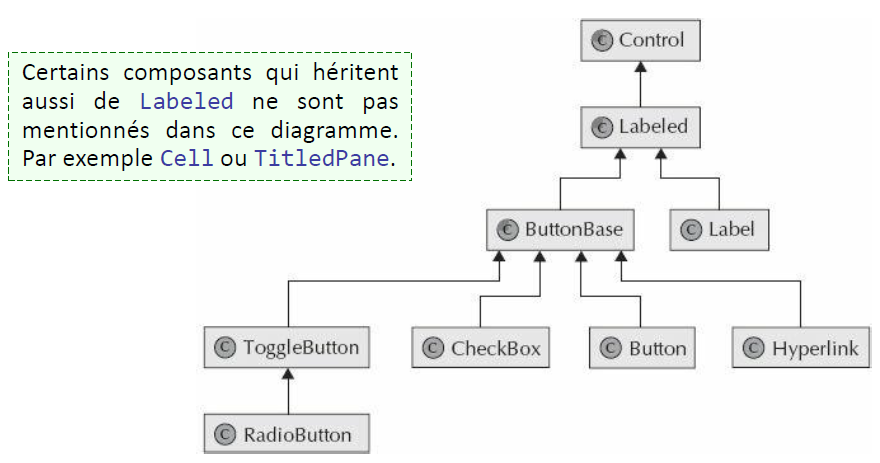 C Control
Certains composants qui héritent
aussi de Labeled ne sont pas
mentionnés dans ce diagramme.
Par exemple Cell ou TitledPane.
C Labeled
C ButtonBase
C Label
C ToggleButton
C CheckBox
C Button
C Hyperlink
C RadioButton